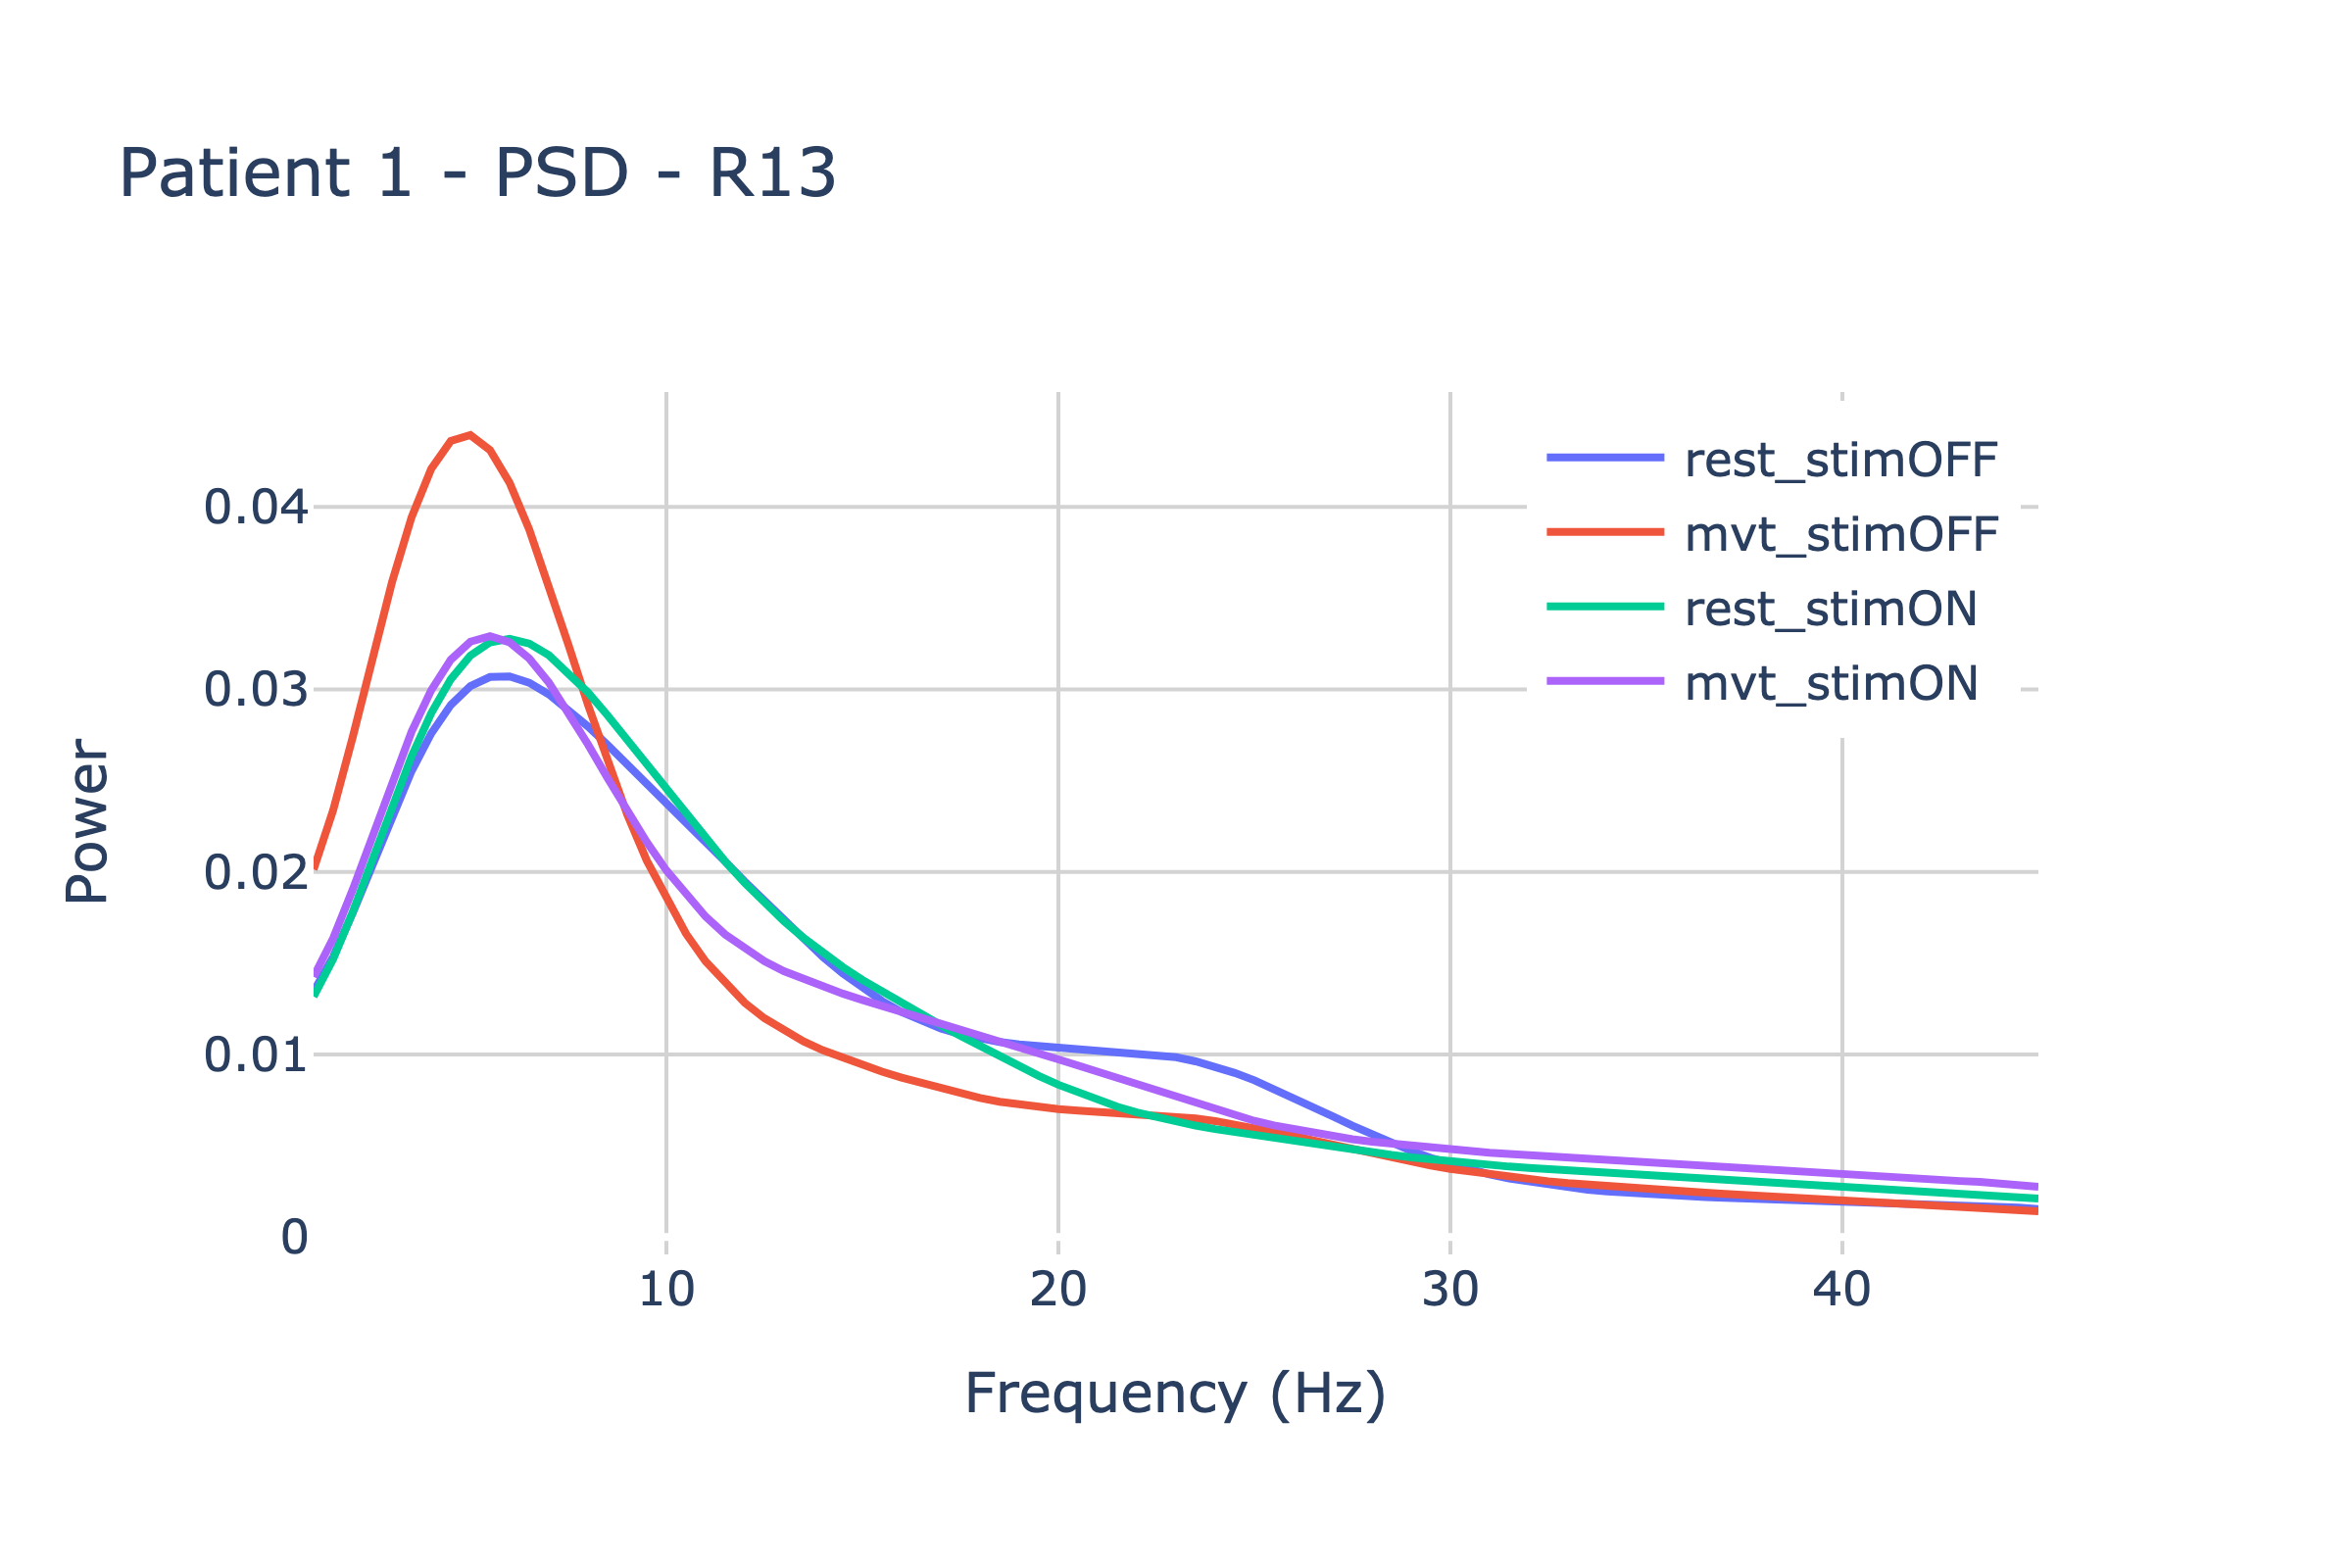 Patient 1 - PSD - R13
rest_stimOFF
mvt_stimOFF
rest_stimON
mvt_stimON
0.04
0.03
0.02
0.01
0
Power
10 20 30 40
Frequency (Hz)